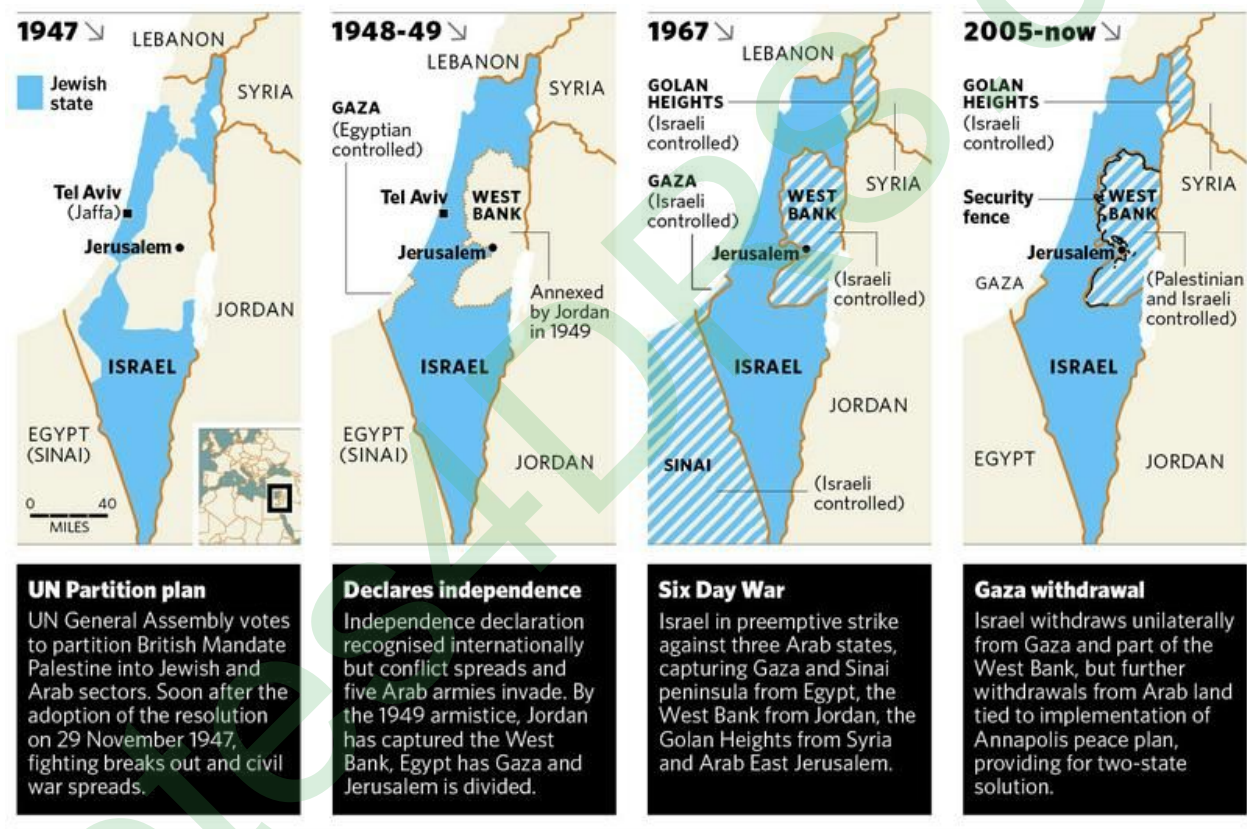 1947
Jewish
state
LEBANON
SYRIA
Tel Aviv
(Jaffa)
Jerusalem
JORDAN
ISRAEL
EGYPT
(SINAI)
0 40
MILES
UN Partition plan
UN General Assembly votes
to partition British Mandate
Palestine into Jewish and
Arab sectors. Soon after the
adoption of the resolution
on 29 November 1947,
fighting breaks out and civil
war spreads.
1948-49
LEBANON
SYRIA
GAZA
(Egyptian
controlled)
Tel Aviv
WEST
BANK
Jerusalem
Annexed
by Jordan
in 1949
ISRAEL
EGYPT
(SINAI)
JORDAN
Declares independence
Independence declaration
recognised internationally
but conflict spreads and
five Arab armies invade. By
the 1949 armistice, Jordan
has captured the West
Bank, Egypt has Gaza and
Jerusalem is divided.
1967
LEBANON
GOLAN
HEIGHTS
(Israeli
controlled)
SYRIA
GAZA
(Israeli
controlled)
WEST
BANK
Jerusalem
(Israeli
controlled)
ISRAEL
JORDAN
SINAI
(Israeli
controlled)
Six Day War
Israel in preemptive strike
against three Arab states,
capturing Gaza and Sinai
peninsula from Egypt, the
West Bank from Jordan, the
Golan Heights from Syria
and Arab East Jerusalem.
2005-now
GOLAN
HEIGHTS
(Israeli
controlled)
SYRIA
Security
fence
WEST
BANK
Jerusalem
GAZA
(Palestinian
and Israeli
controlled)
ISRAEL
EGYPT
JORDAN
Gaza withdrawal
Israel withdraws unilaterally
from Gaza and part of the
West Bank, but further
withdrawals from Arab land
tied to implementation of
Annapolis peace plan,
providing for two-state
solution.